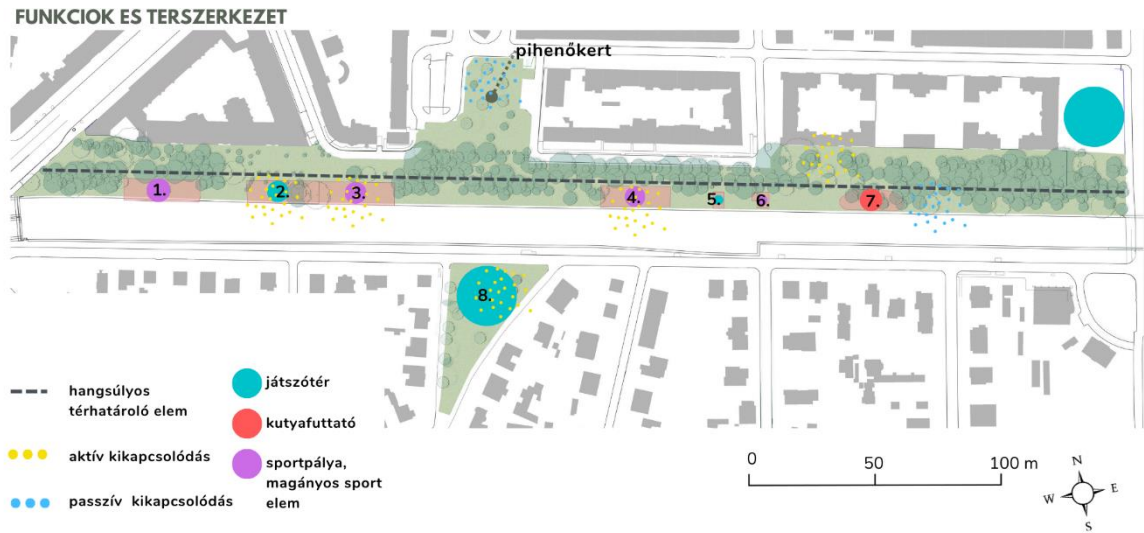 FUNKCIOK ES TERSZERKEZET
pihenőkert
1.
2.
3.
4.
5.
6.
7.
8.
hangsúlyos
térhatároló elem
aktív kikapcsolódás
passzív kikapcsolódás
játszótér
kutyafuttató
sportpálya,
magányos sport
elem
0 50 100 m
N
W E
S